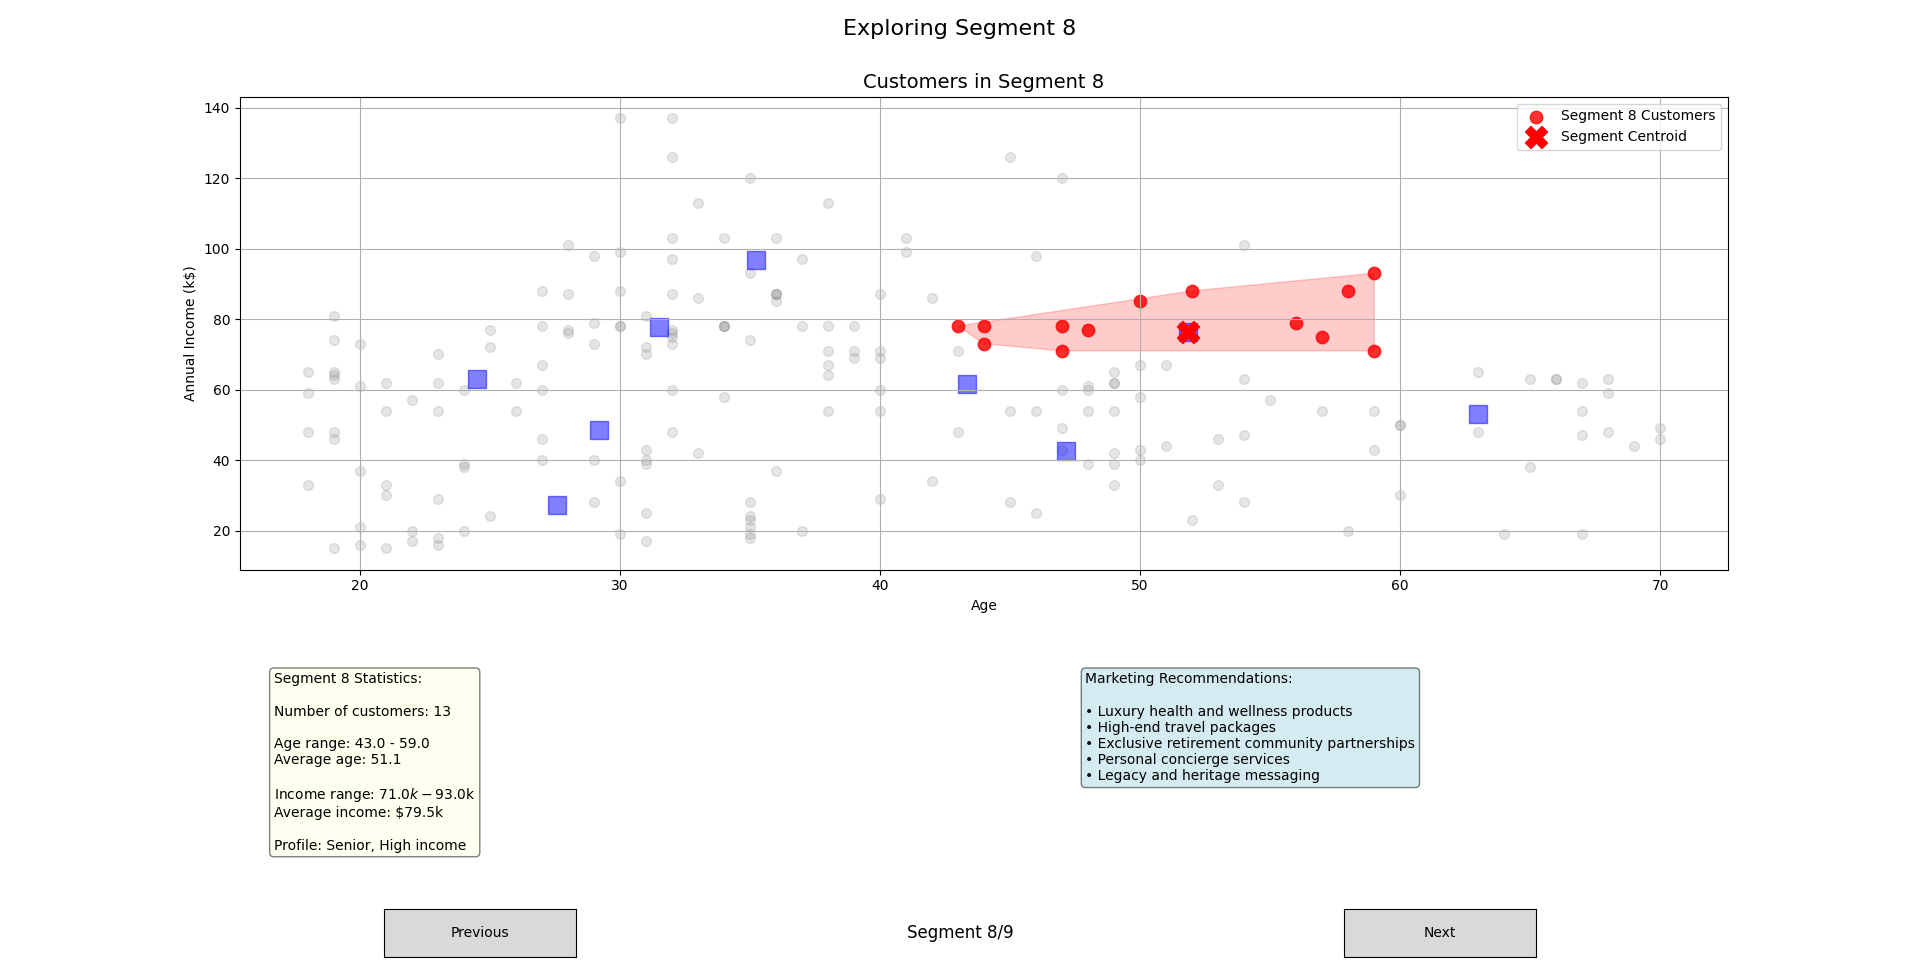 Exploring Segment 8
Customers in Segment 8
Segment 8 Customers
Segment Centroid
Annual Income (k$)
140
120
100
80
60
40
20
20
30
40
50
60
70
Age
Segment 8 Statistics:
Number of customers: 13
Age range: 43.0 - 59.0
Average age: 51.1
Income range: 71.0k − 93.0k
Average income: $79.5k
Profile: Senior, High income
Marketing Recommendations:
• Luxury health and wellness products
• High-end travel packages
• Exclusive retirement community partnerships
• Personal concierge services
• Legacy and heritage messaging
Previous
Segment 8/9
Next